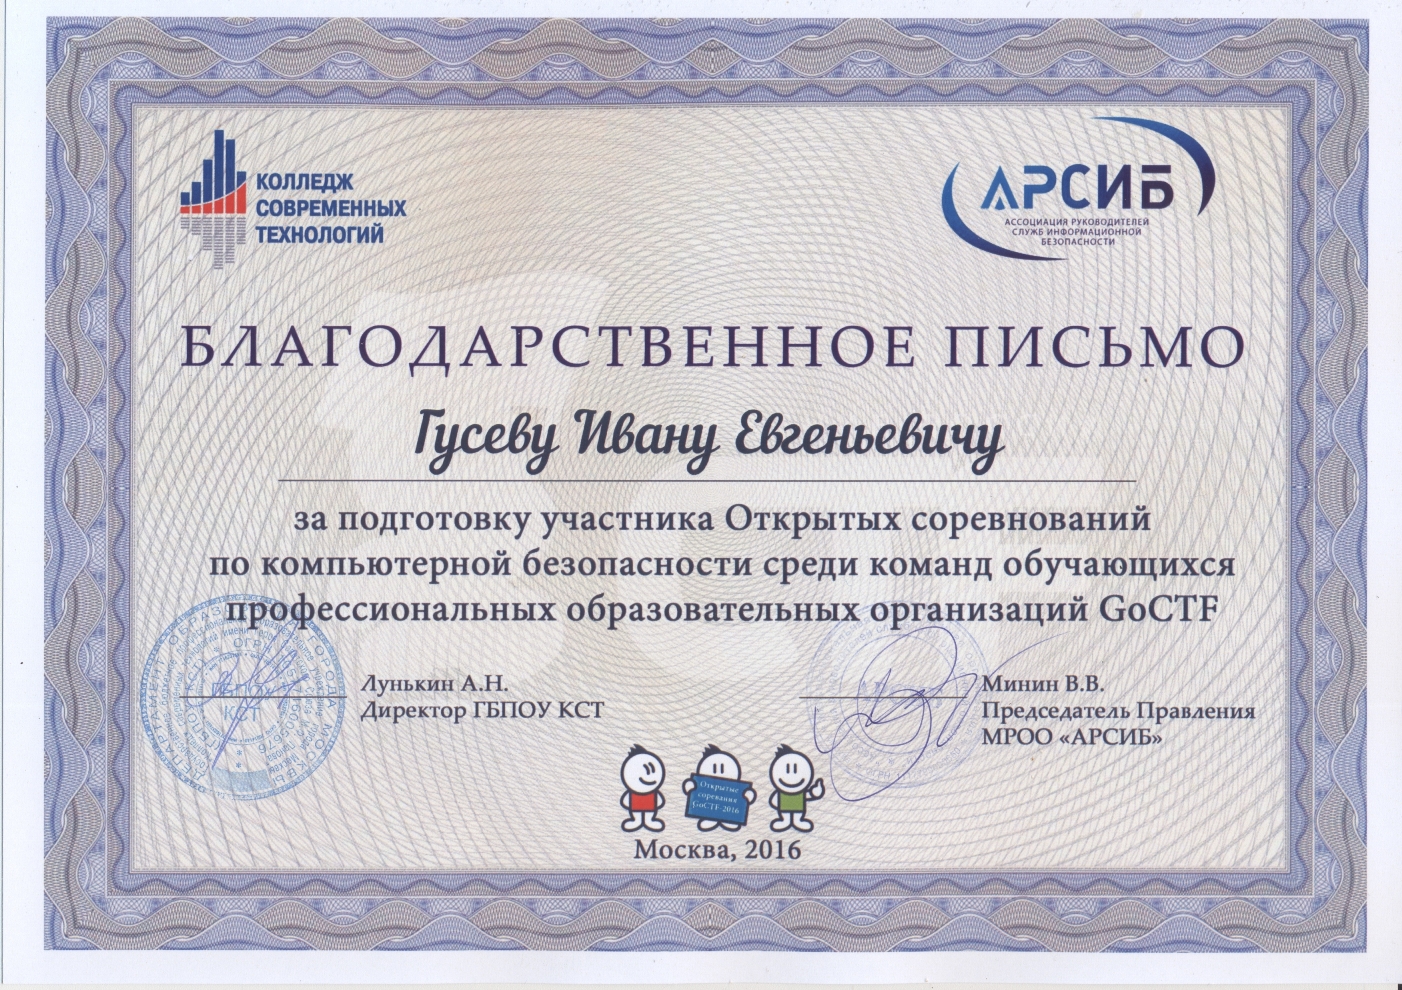 КОЛЛЕДЖ
СОВРЕМЕННЫХ
ТЕХНОЛОГИЙ
АРСИБ
АССОЦИАЦИЯ РУКОВОДИТЕЛЕЙ
СЛУЖБ ИНФОРМАЦИОННОЙ
БЕЗОПАСНОСТИ
БЛАГОДАРСТВЕННОЕ ПИСЬМО
Гусеву Ивану Евгеньевичу
за подготовку участника Открытых соревнований
по компьютерной безопасности среди команд обучающихся
профессиональных образовательных организаций GoCTF
Лунькин А.Н.
Директор ГБПОУ КСТ
Минин В.В.
Председатель Правления
МРОО «АРСИБ»
КСТ
Открытые
соревания
GoCTF-2016
Москва, 2016